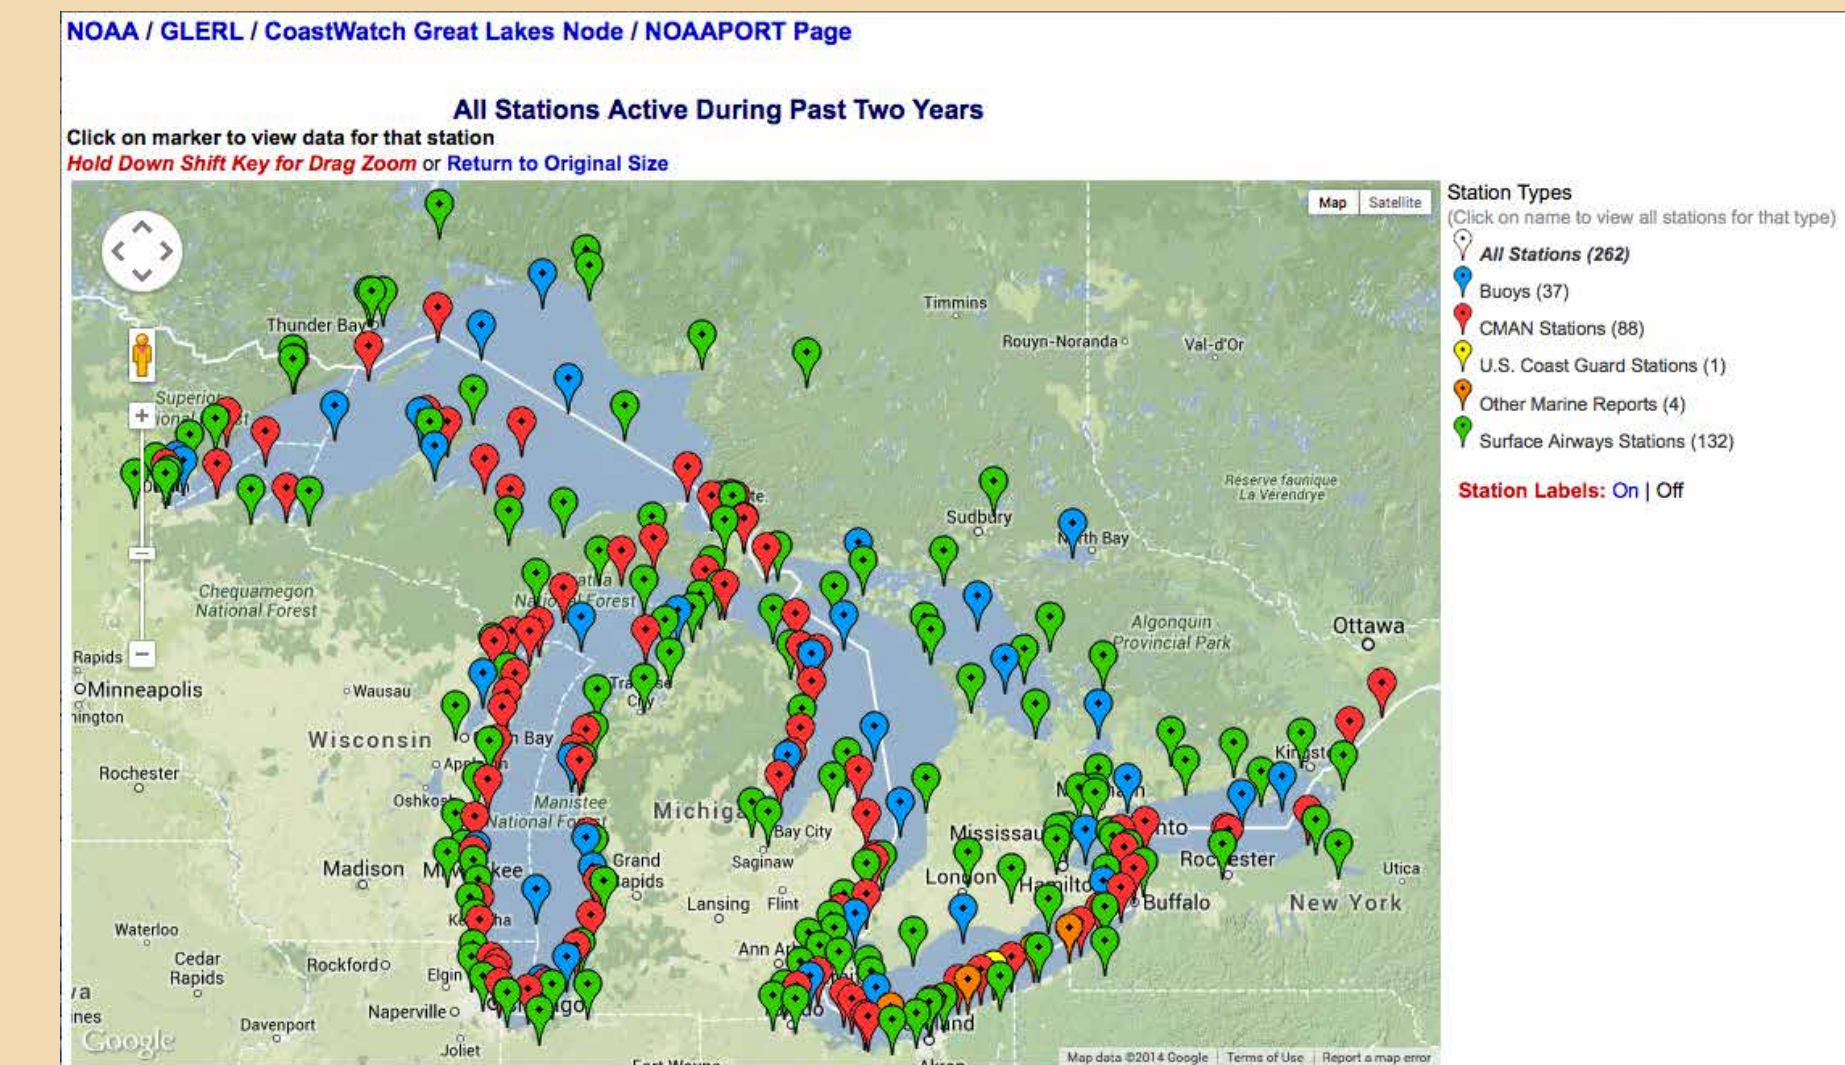 NOAA / GLERL / CoastWatch Great Lakes Node / NOAAPORT Page
All Stations Active During Past Two Years
Click on marker to view data for that station
Hold Down Shift Key for Drag Zoom or Return to Original Size
Map Satellite
Station Types
(Click on name to view all stations for that type)
All Stations (262)
Buoys (37)
CMAN Stations (88)
U.S. Coast Guard Stations (1)
Other Marine Reports (4)
Surface Airways Stations (132)
Station Labels: On | Off
Timmins
Thunder Bay
Rouyn-Noranda
Val-d'Or
Superior
Réserve faunique
La Vérendrye
Sudbury
Bay
Chequamegon
National Forest
Forest
Algonquin
Provincial Park
Ottawa
Rapids
Minneapolis
Wausau
Wisconsin
Bay
Rochester
Manistee
National
Bay City
Saginaw
Madison
Grand
London
Utica
Lansing
Flint
Buffalo
New York
Waterloo
Ann
Cedar
Rapids
Rockford
Elgin
Naperville
Davenport
Joliet
Google
Map data ©2014 Google
Terms of Use
Report a map error